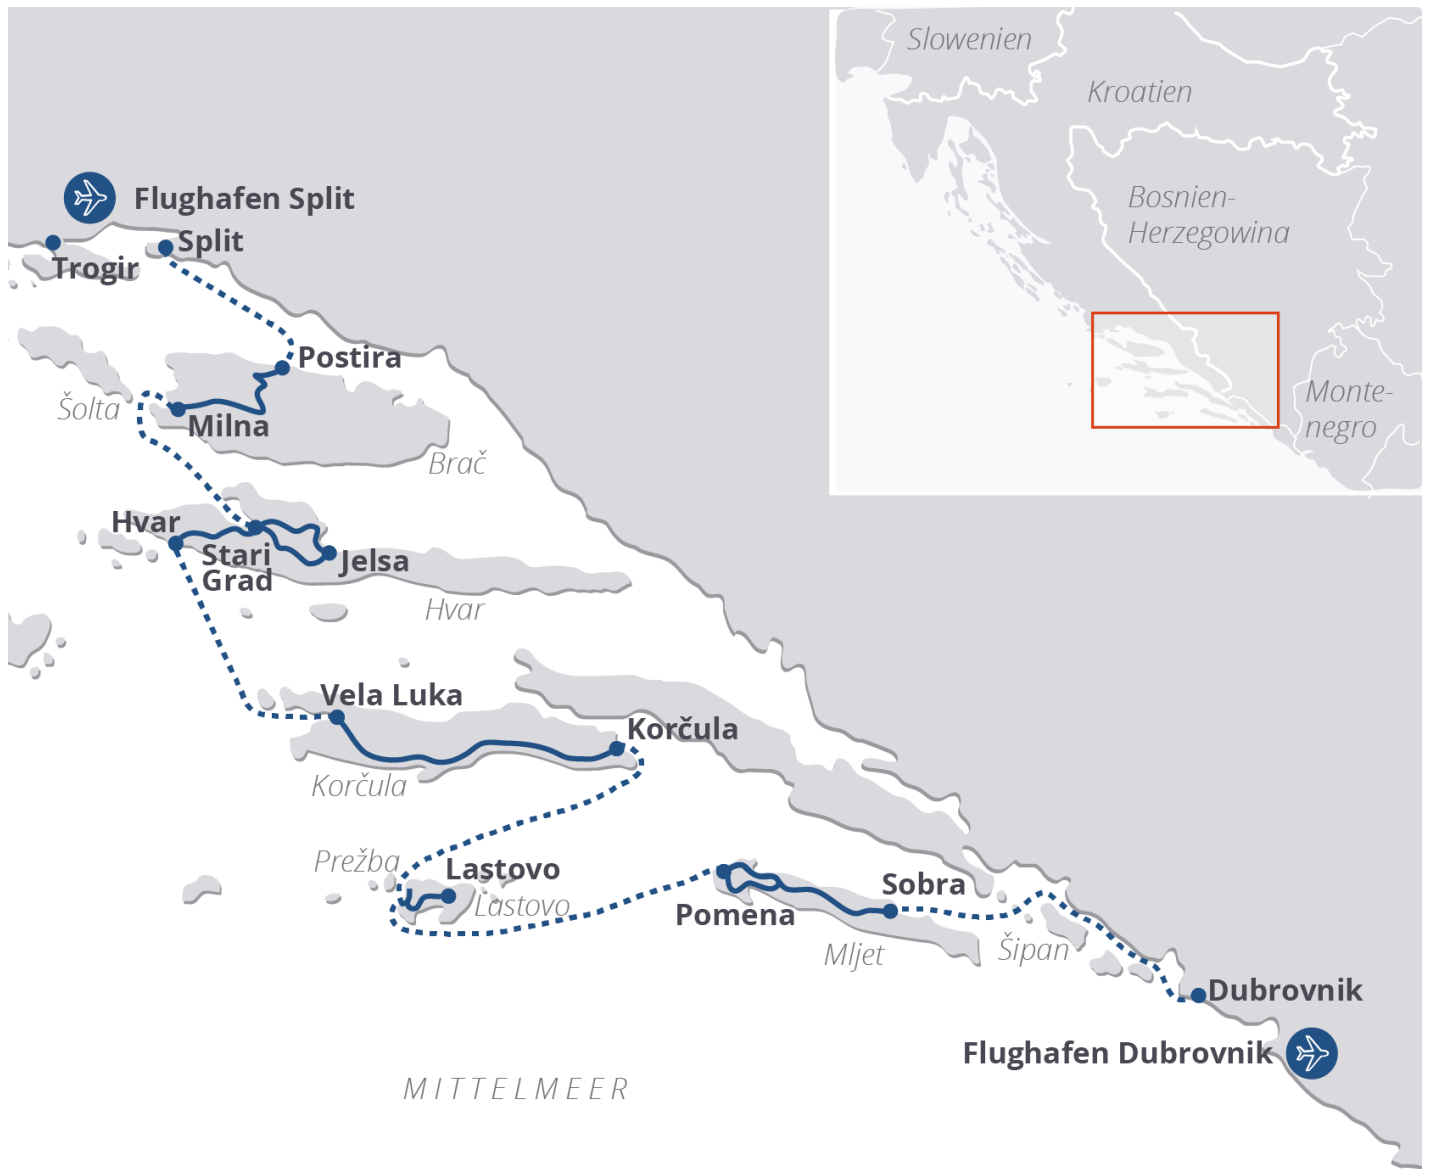 Slowenien
Kroatien
Bosnien-
Herzegowina
Monte-
negro
Flughafen Split
Split
Trogir
Postira
Šolta
Milna
Brač
Hvar
Stari
Grad
Jelsa
Hvar
Vela Luka
Korčula
Korčula
Prežba
Lastovo
Lastovo
Sobra
Pomena
Mljet
Šipan
Dubrovnik
Flughafen Dubrovnik
MITTELMEER